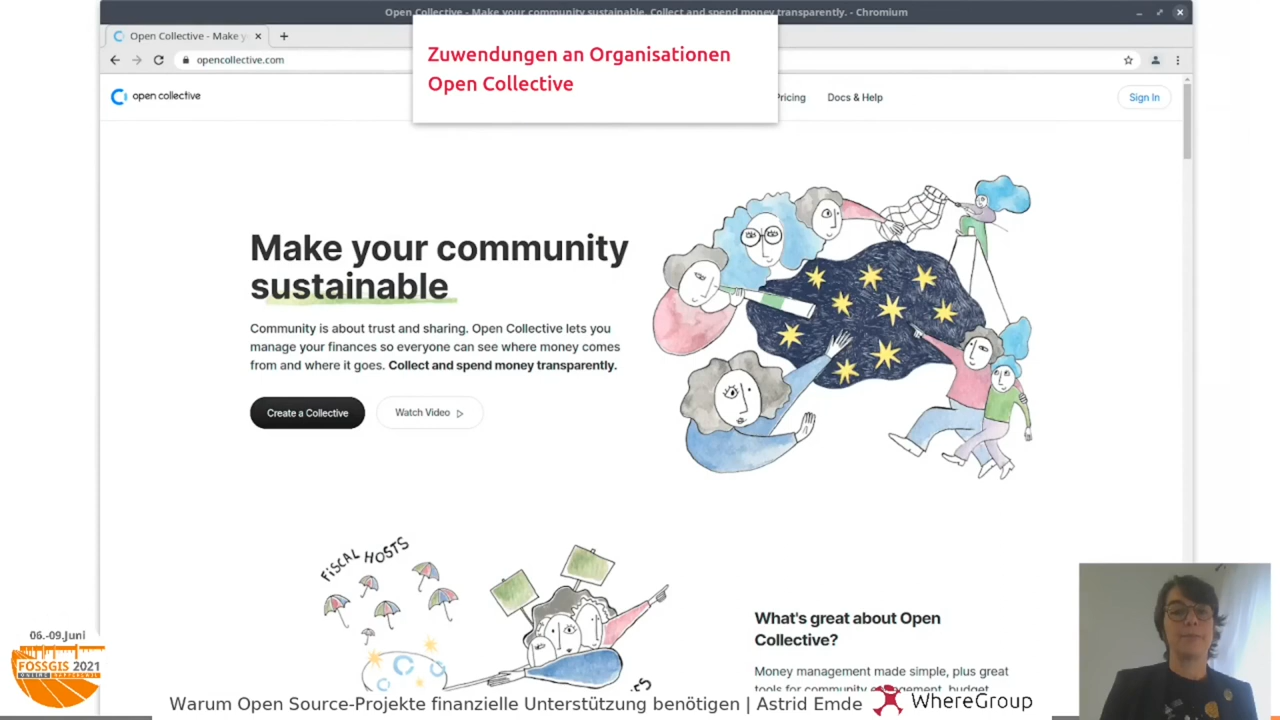 Open Collective - Make your community sustainable. Collect and spend money transparently. - Chromium
Open Collective - Make y
opencollective.com
Zuwendungen an Organisationen
Open Collective
open collective
Pricing
Docs & Help
Sign In
Make your community
sustainable
Community is about trust and sharing. Open Collective lets you
manage your finances so everyone can see where money comes
from and where it goes. Collect and spend money transparently.
Create a Collective
Watch Video
FISCAL HOSTS
What's great about Open
Collective?
Money management made simple, plus great
tools for community engagement, budget
06.-09.Juni
FOSSGIS 2021
Warum Open Source-Projekte finanzielle Unterstützung benötigen | Astrid Emde
WhereGroup